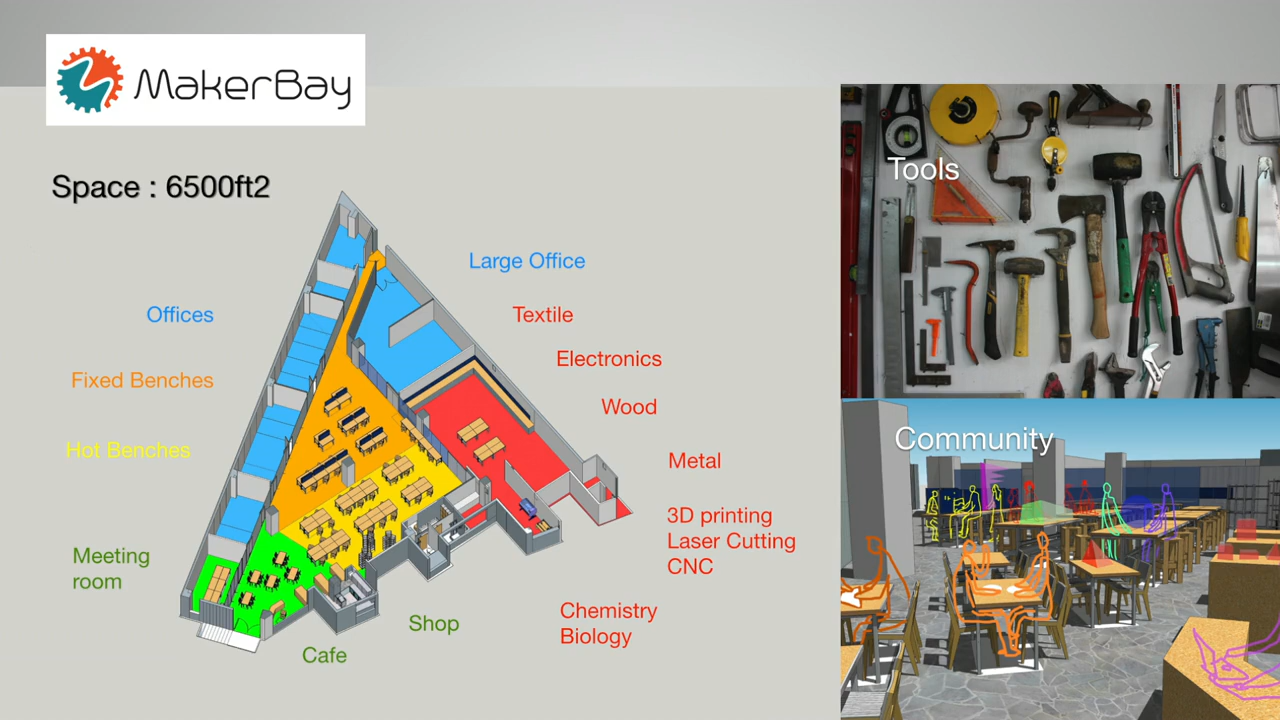 MakerBay
Space : 6500ft2
Large Office
Offices
Textile
Electronics
Fixed Benches
Wood
Hot Benches
Metal
3D printing
Laser Cutting
CNC
Meeting
room
Chemistry
Biology
Shop
Cafe
Tools
Community